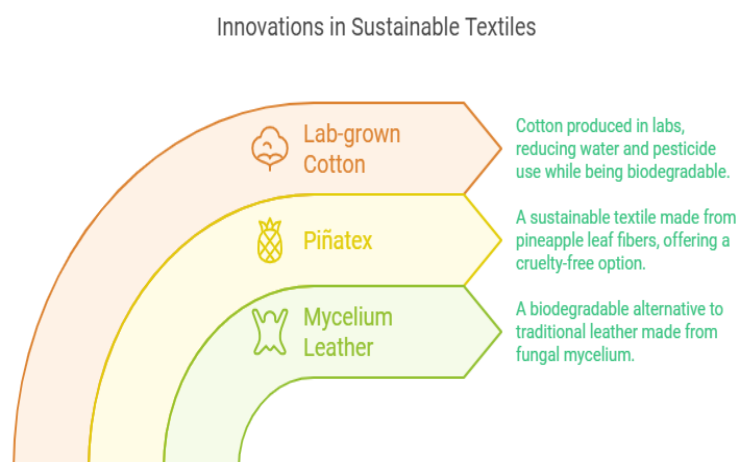 Innovations in Sustainable Textiles
Lab-grown
Cotton
Cotton produced in labs,
reducing water and pesticide
use while being biodegradable.
Piñatex
A sustainable textile made from
pineapple leaf fibers, offering a
cruelty-free option.
Mycelium
Leather
A biodegradable alternative to
traditional leather made from
fungal mycelium.